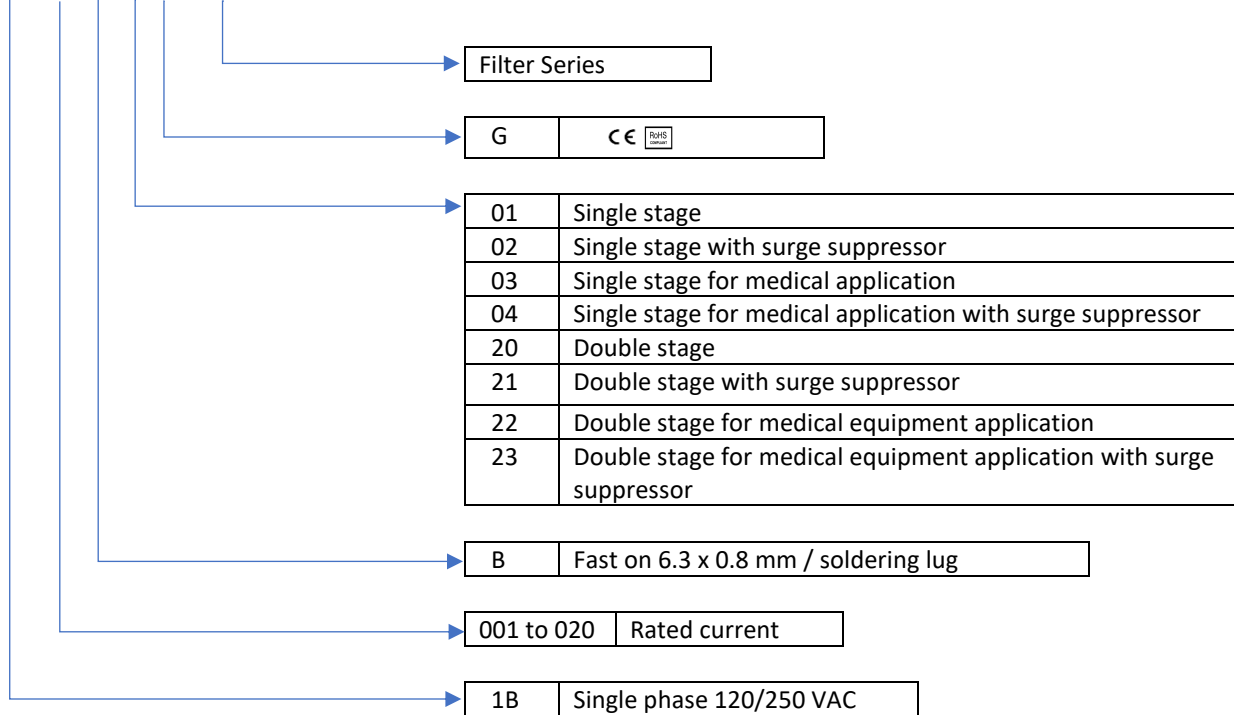 Filter Series
G CE RoHS COMPLIANT
01 Single stage
02 Single stage with surge suppressor
03 Single stage for medical application
04 Single stage for medical application with surge suppressor
20 Double stage
21 Double stage with surge suppressor
22 Double stage for medical equipment application
23 Double stage for medical equipment application with surge
suppressor
B Fast on 6.3 x 0.8 mm / soldering lug
001 to 020 Rated current
1B Single phase 120/250 VAC